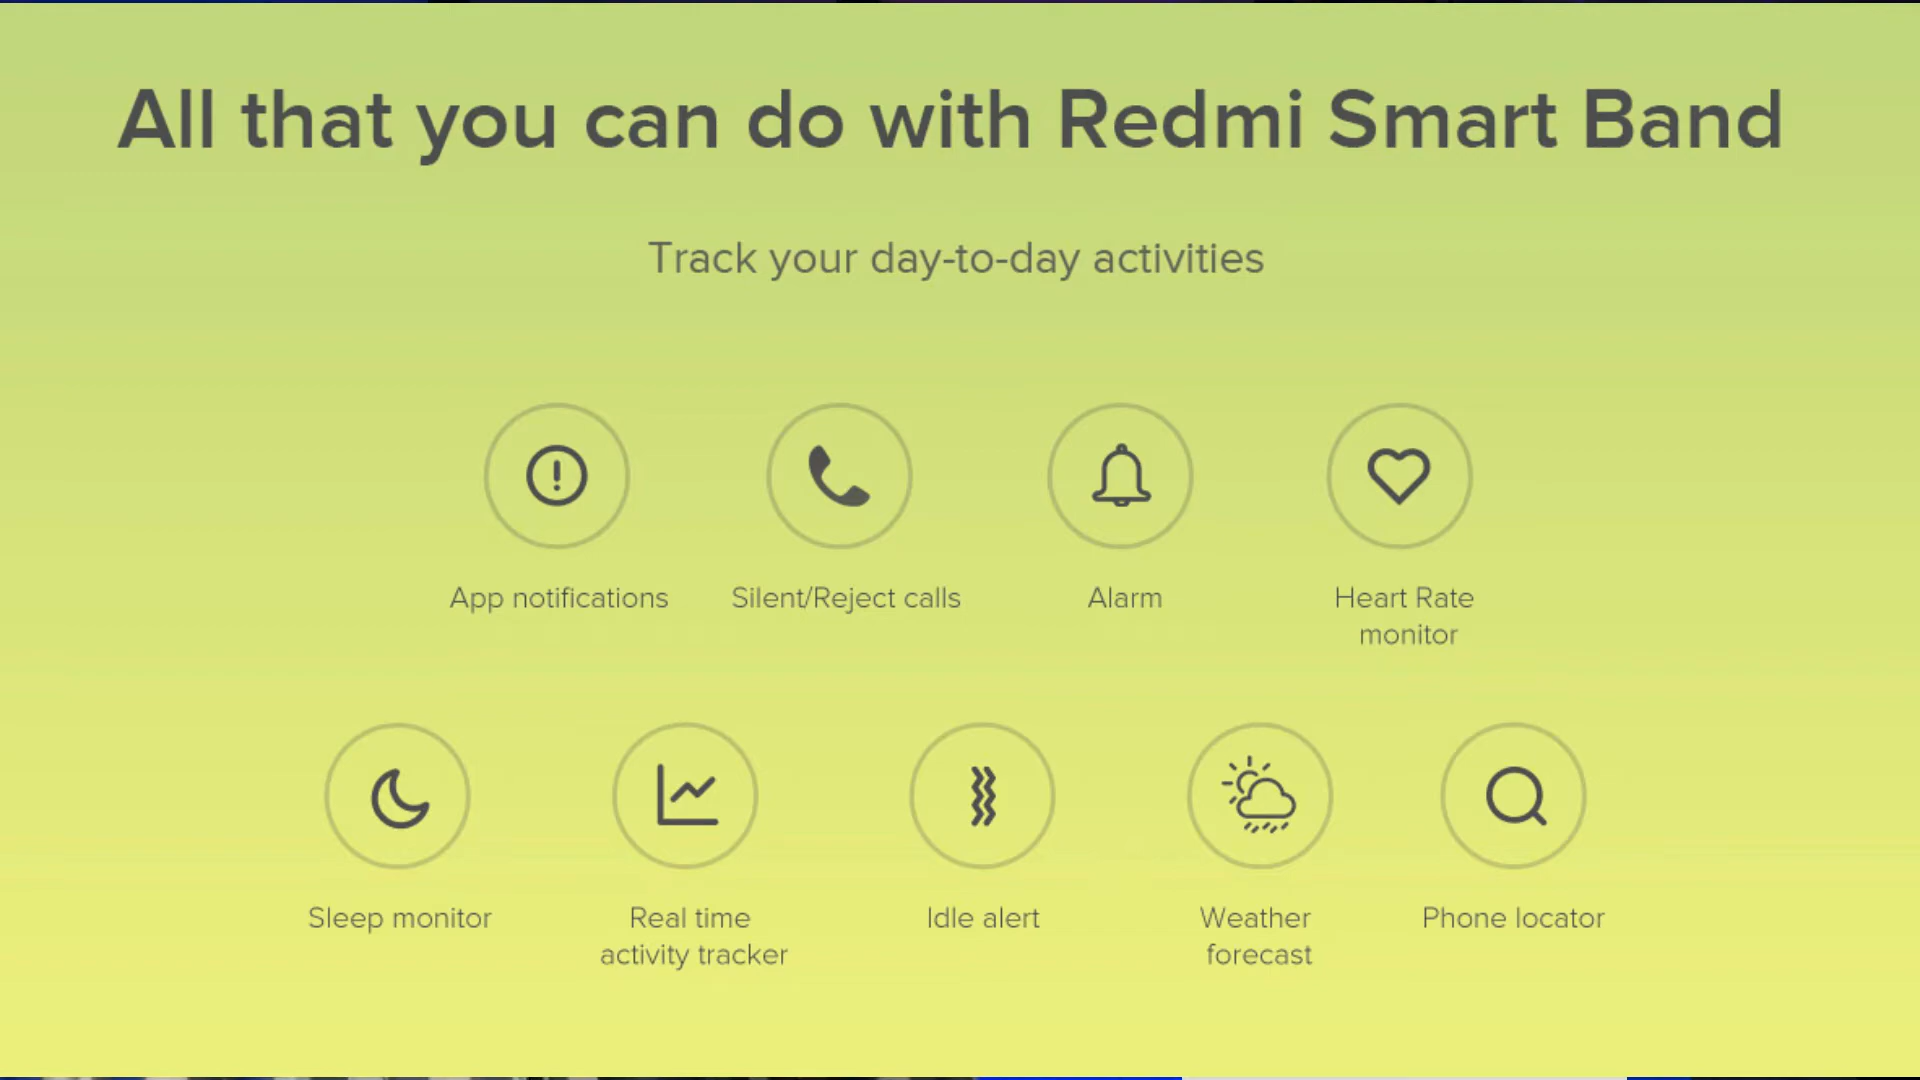 All that you can do with Redmi Smart Band
Track your day-to-day activities
App notifications
Silent/Reject calls
Alarm
Heart Rate
monitor
Sleep monitor
Real time
activity tracker
Idle alert
Weather
forecast
Phone locator